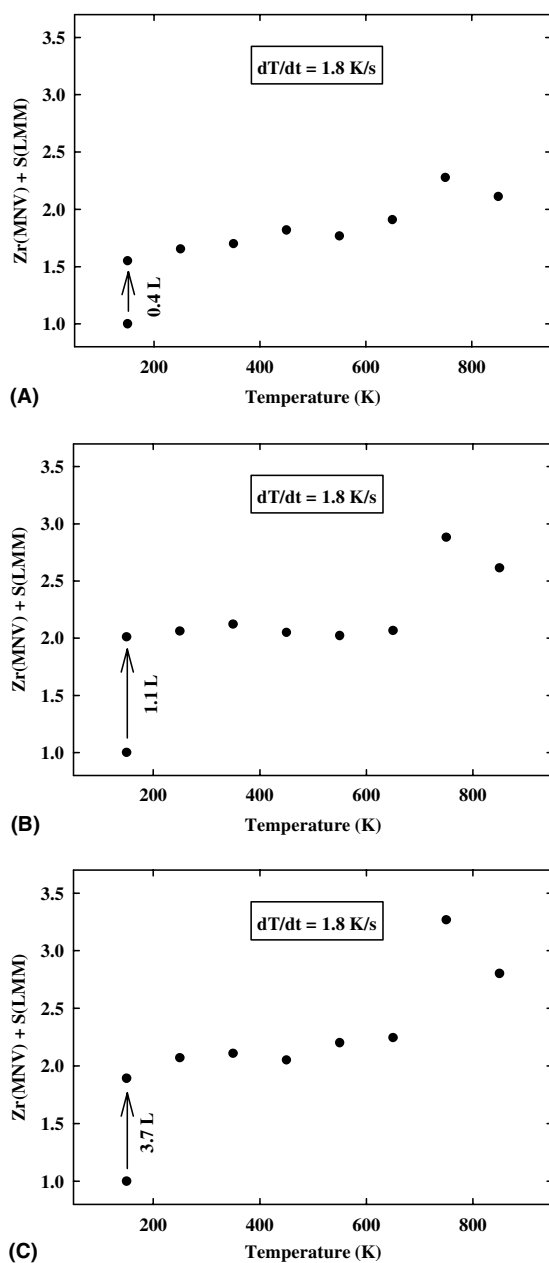 dT/dt = 1.8 K/s
3.5
3.0
2.5
2.0
1.5
1.0
Zr(MNV) + S(LMM)
0.4 L
200
400
600
800
Temperature (K)
(A)
dT/dt = 1.8 K/s
3.5
3.0
2.5
2.0
1.5
1.0
Zr(MNV) + S(LMM)
1.1 L
200
400
600
800
Temperature (K)
(B)
dT/dt = 1.8 K/s
3.5
3.0
2.5
2.0
1.5
1.0
Zr(MNV) + S(LMM)
3.7 L
200
400
600
800
Temperature (K)
(C)